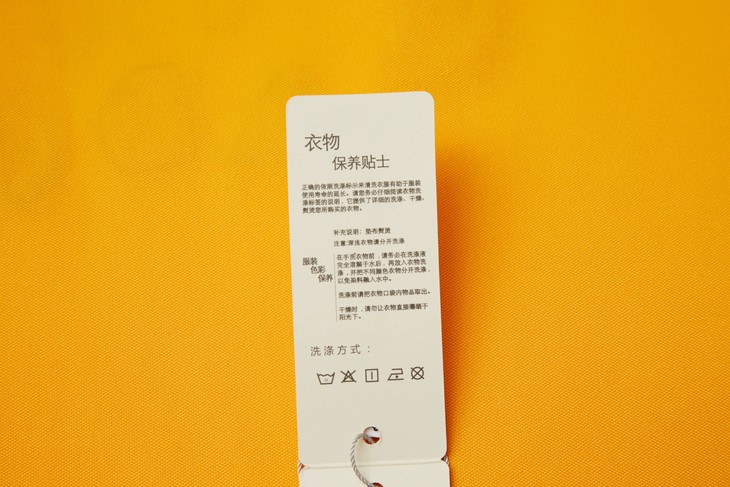 衣物
保养贴士
正确的依照洗涤标示来清洗衣服有助于服装
使用寿命的延长。请您务必仔细阅读衣物洗
涤标签的说明，它提供了详细的洗涤、干燥、
熨烫您所购买的衣物。
补充说明：垫布熨烫
注意:深浅衣物请分开洗涤
服装
色彩
保养
在手洗衣物前，请务必在洗涤液
完全溶解于水后，再放入衣物洗
涤，并把不同颜色衣物分开洗涤，
以免染料融入水中。
洗涤前请把衣物口袋内物品取出。
干燥时，请勿让衣物直接曝晒于
阳光下。
洗涤方式：